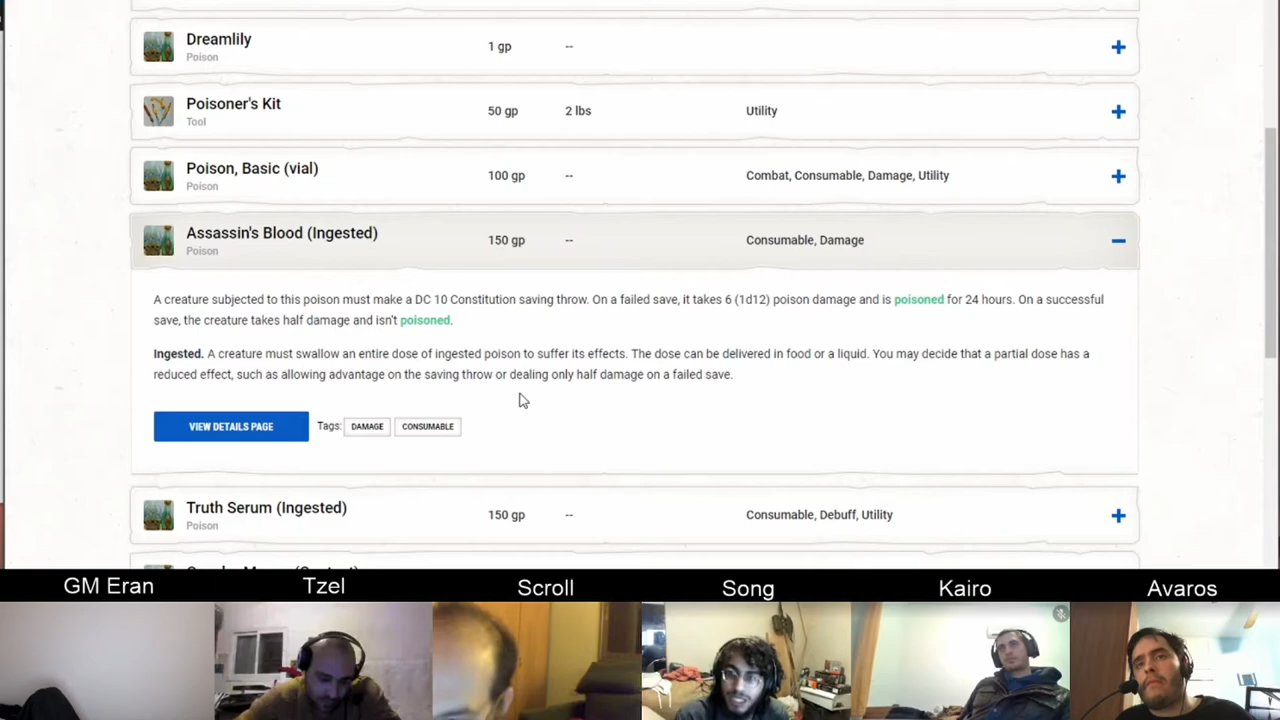 Dreamlily
Poison
1 gp
--
Poisoner's Kit
Tool
50 gp
2 lbs
Utility
Poison, Basic (vial)
Poison
100 gp
--
Combat, Consumable, Damage, Utility
Assassin's Blood (Ingested)
Poison
150 gp
--
Consumable, Damage
A creature subjected to this poison must make a DC 10 Constitution saving throw. On a failed save, it takes 6 (1d12) poison damage and is poisoned for 24 hours. On a successful
save, the creature takes half damage and isn't poisoned.
Ingested. A creature must swallow an entire dose of ingested poison to suffer its effects. The dose can be delivered in food or a liquid. You may decide that a partial dose has a
reduced effect, such as allowing advantage on the saving throw or dealing only half damage on a failed save.
VIEW DETAILS PAGE
Tags: DAMAGE CONSUMABLE
Truth Serum (Ingested)
Poison
150 gp
--
Consumable, Debuff, Utility
GM Eran
Tzel
Scroll
Song
Kairo
Avaros